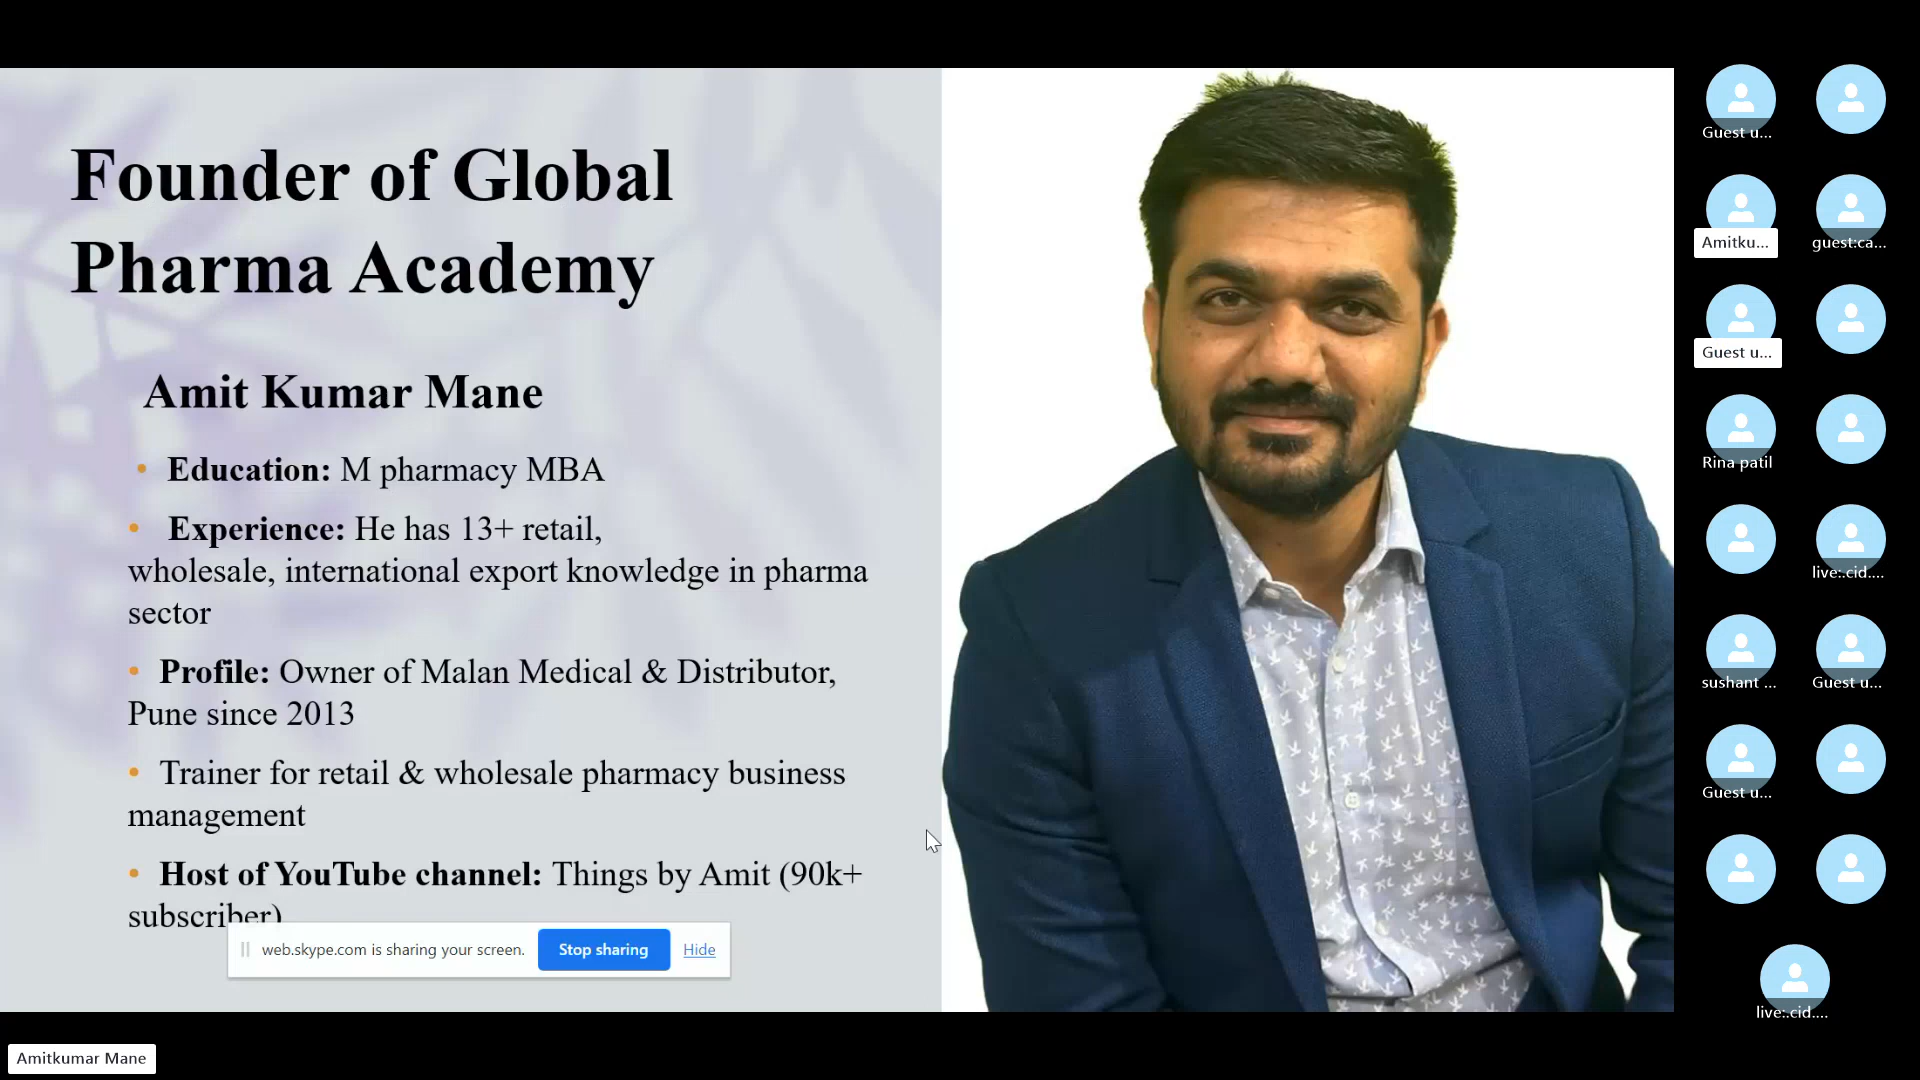 Founder of Global
Pharma Academy
Amit Kumar Mane
• Education: M pharmacy MBA
• Experience: He has 13+ retail,
wholesale, international export knowledge in pharma
sector
• Profile: Owner of Malan Medical & Distributor,
Pune since 2013
• Trainer for retail & wholesale pharmacy business
management
• Host of YouTube channel: Things by Amit (90k+
subscriber)
web.skype.com is sharing your screen. Stop sharing Hide
Amitkumar Mane
Guest u...
Amitku...
guest:ca...
Guest u...
Rina patil
live:.cid....
sushant ...
Guest u...
Guest u...
live:.cid....